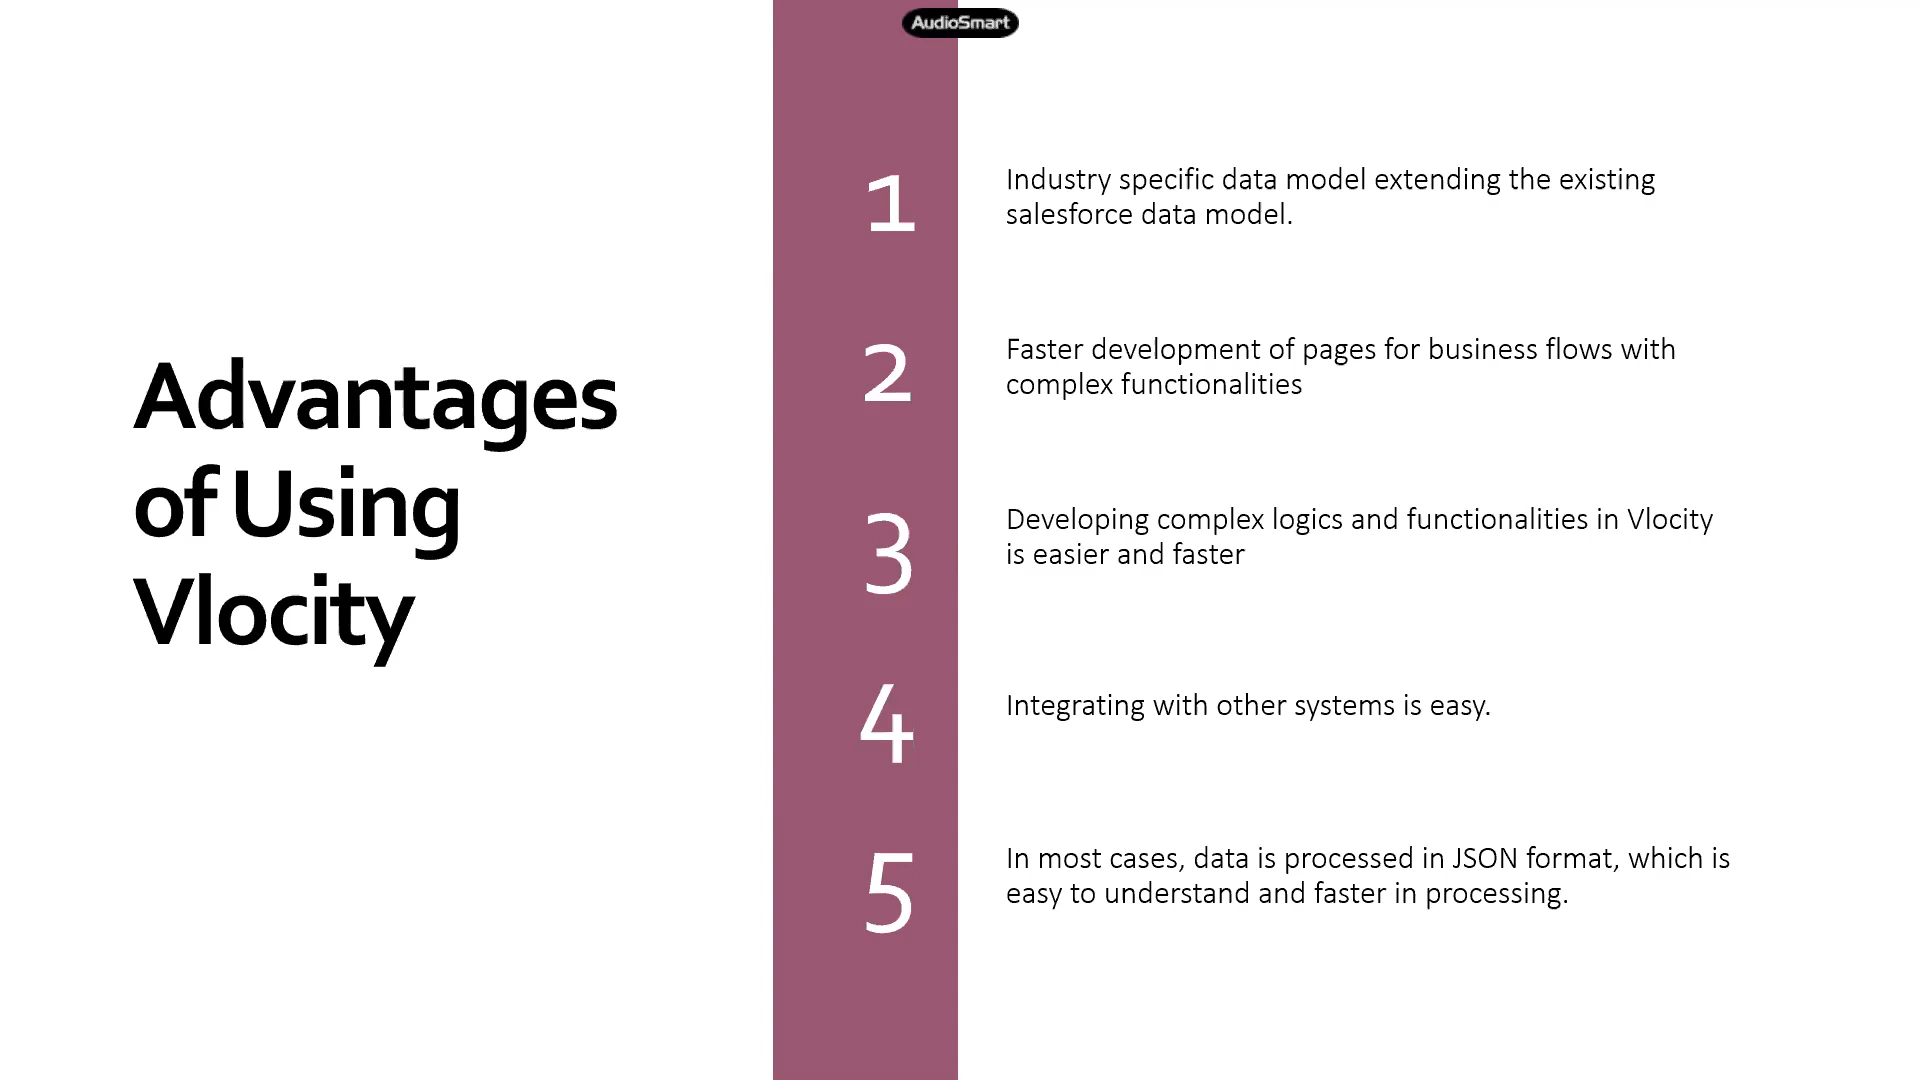 AudioSmart
Advantages
of Using
Vlocity
1
Industry specific data model extending the existing
salesforce data model.
2
Faster development of pages for business flows with
complex functionalities
3
Developing complex logics and functionalities in Vlocity
is easier and faster
4
Integrating with other systems is easy.
5
In most cases, data is processed in JSON format, which is
easy to understand and faster in processing.